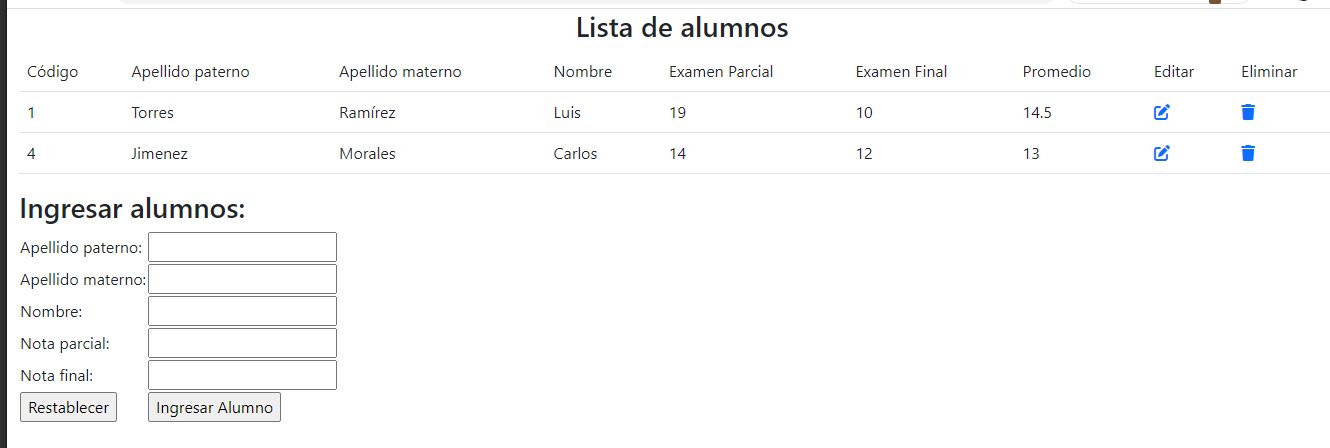 Lista de alumnos
Código Apellido paterno Apellido materno Nombre Examen Parcial Examen Final Promedio Editar Eliminar
1 Torres Ramírez Luis 19 10 14.5
4 Jimenez Morales Carlos 14 12 13
Ingresar alumnos:
Apellido paterno:
Apellido materno:
Nombre:
Nota parcial:
Nota final:
Restablecer Ingresar Alumno